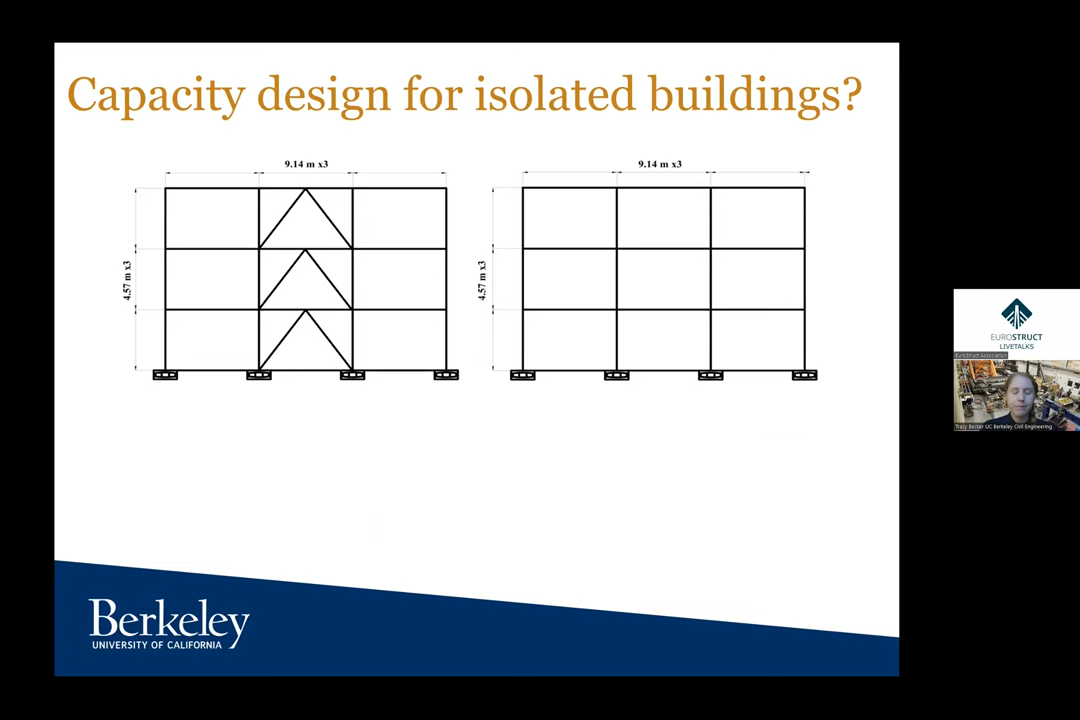 Capacity design for isolated buildings?
9.14 m x3
9.14 m x3
4.57 m x3
4.57 m x3
EUROSTRUCT
LIVETALKS
EuroStruct Association
Tracy Becker UC Berkeley Civil Engineering
Berkeley
UNIVERSITY OF CALIFORNIA